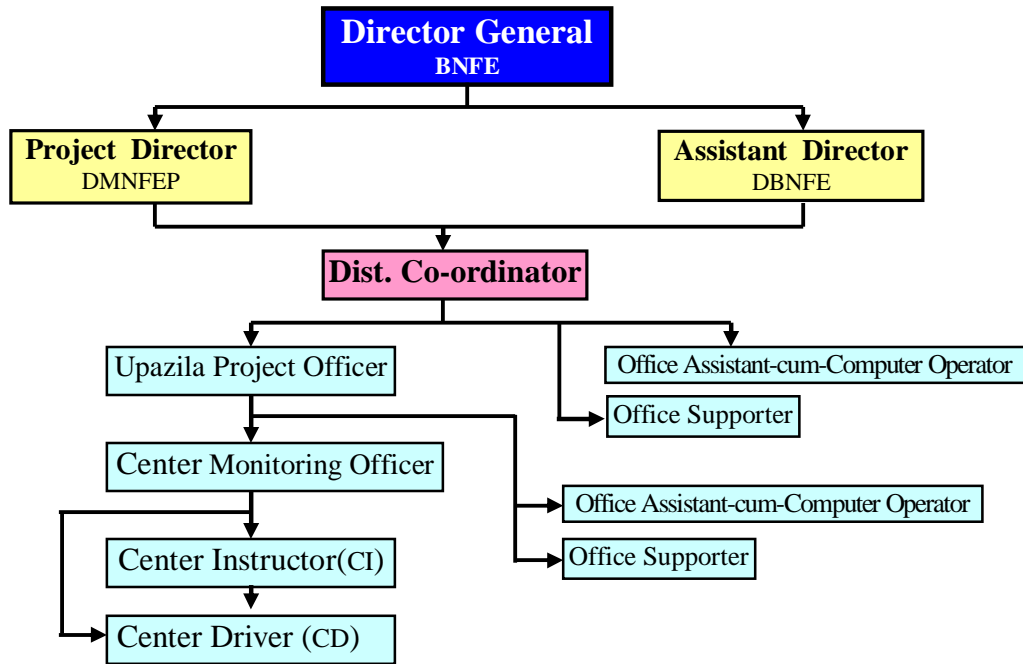 Director General
BNFE
Project Director
DMNFEP
Assistant Director
DBNFE
Dist. Co-ordinator
Upazila Project Officer
Office Assistant-cum-Computer Operator
Office Supporter
Center Monitoring Officer
Office Assistant-cum-Computer Operator
Center Instructor(CI)
Office Supporter
Center Driver (CD)